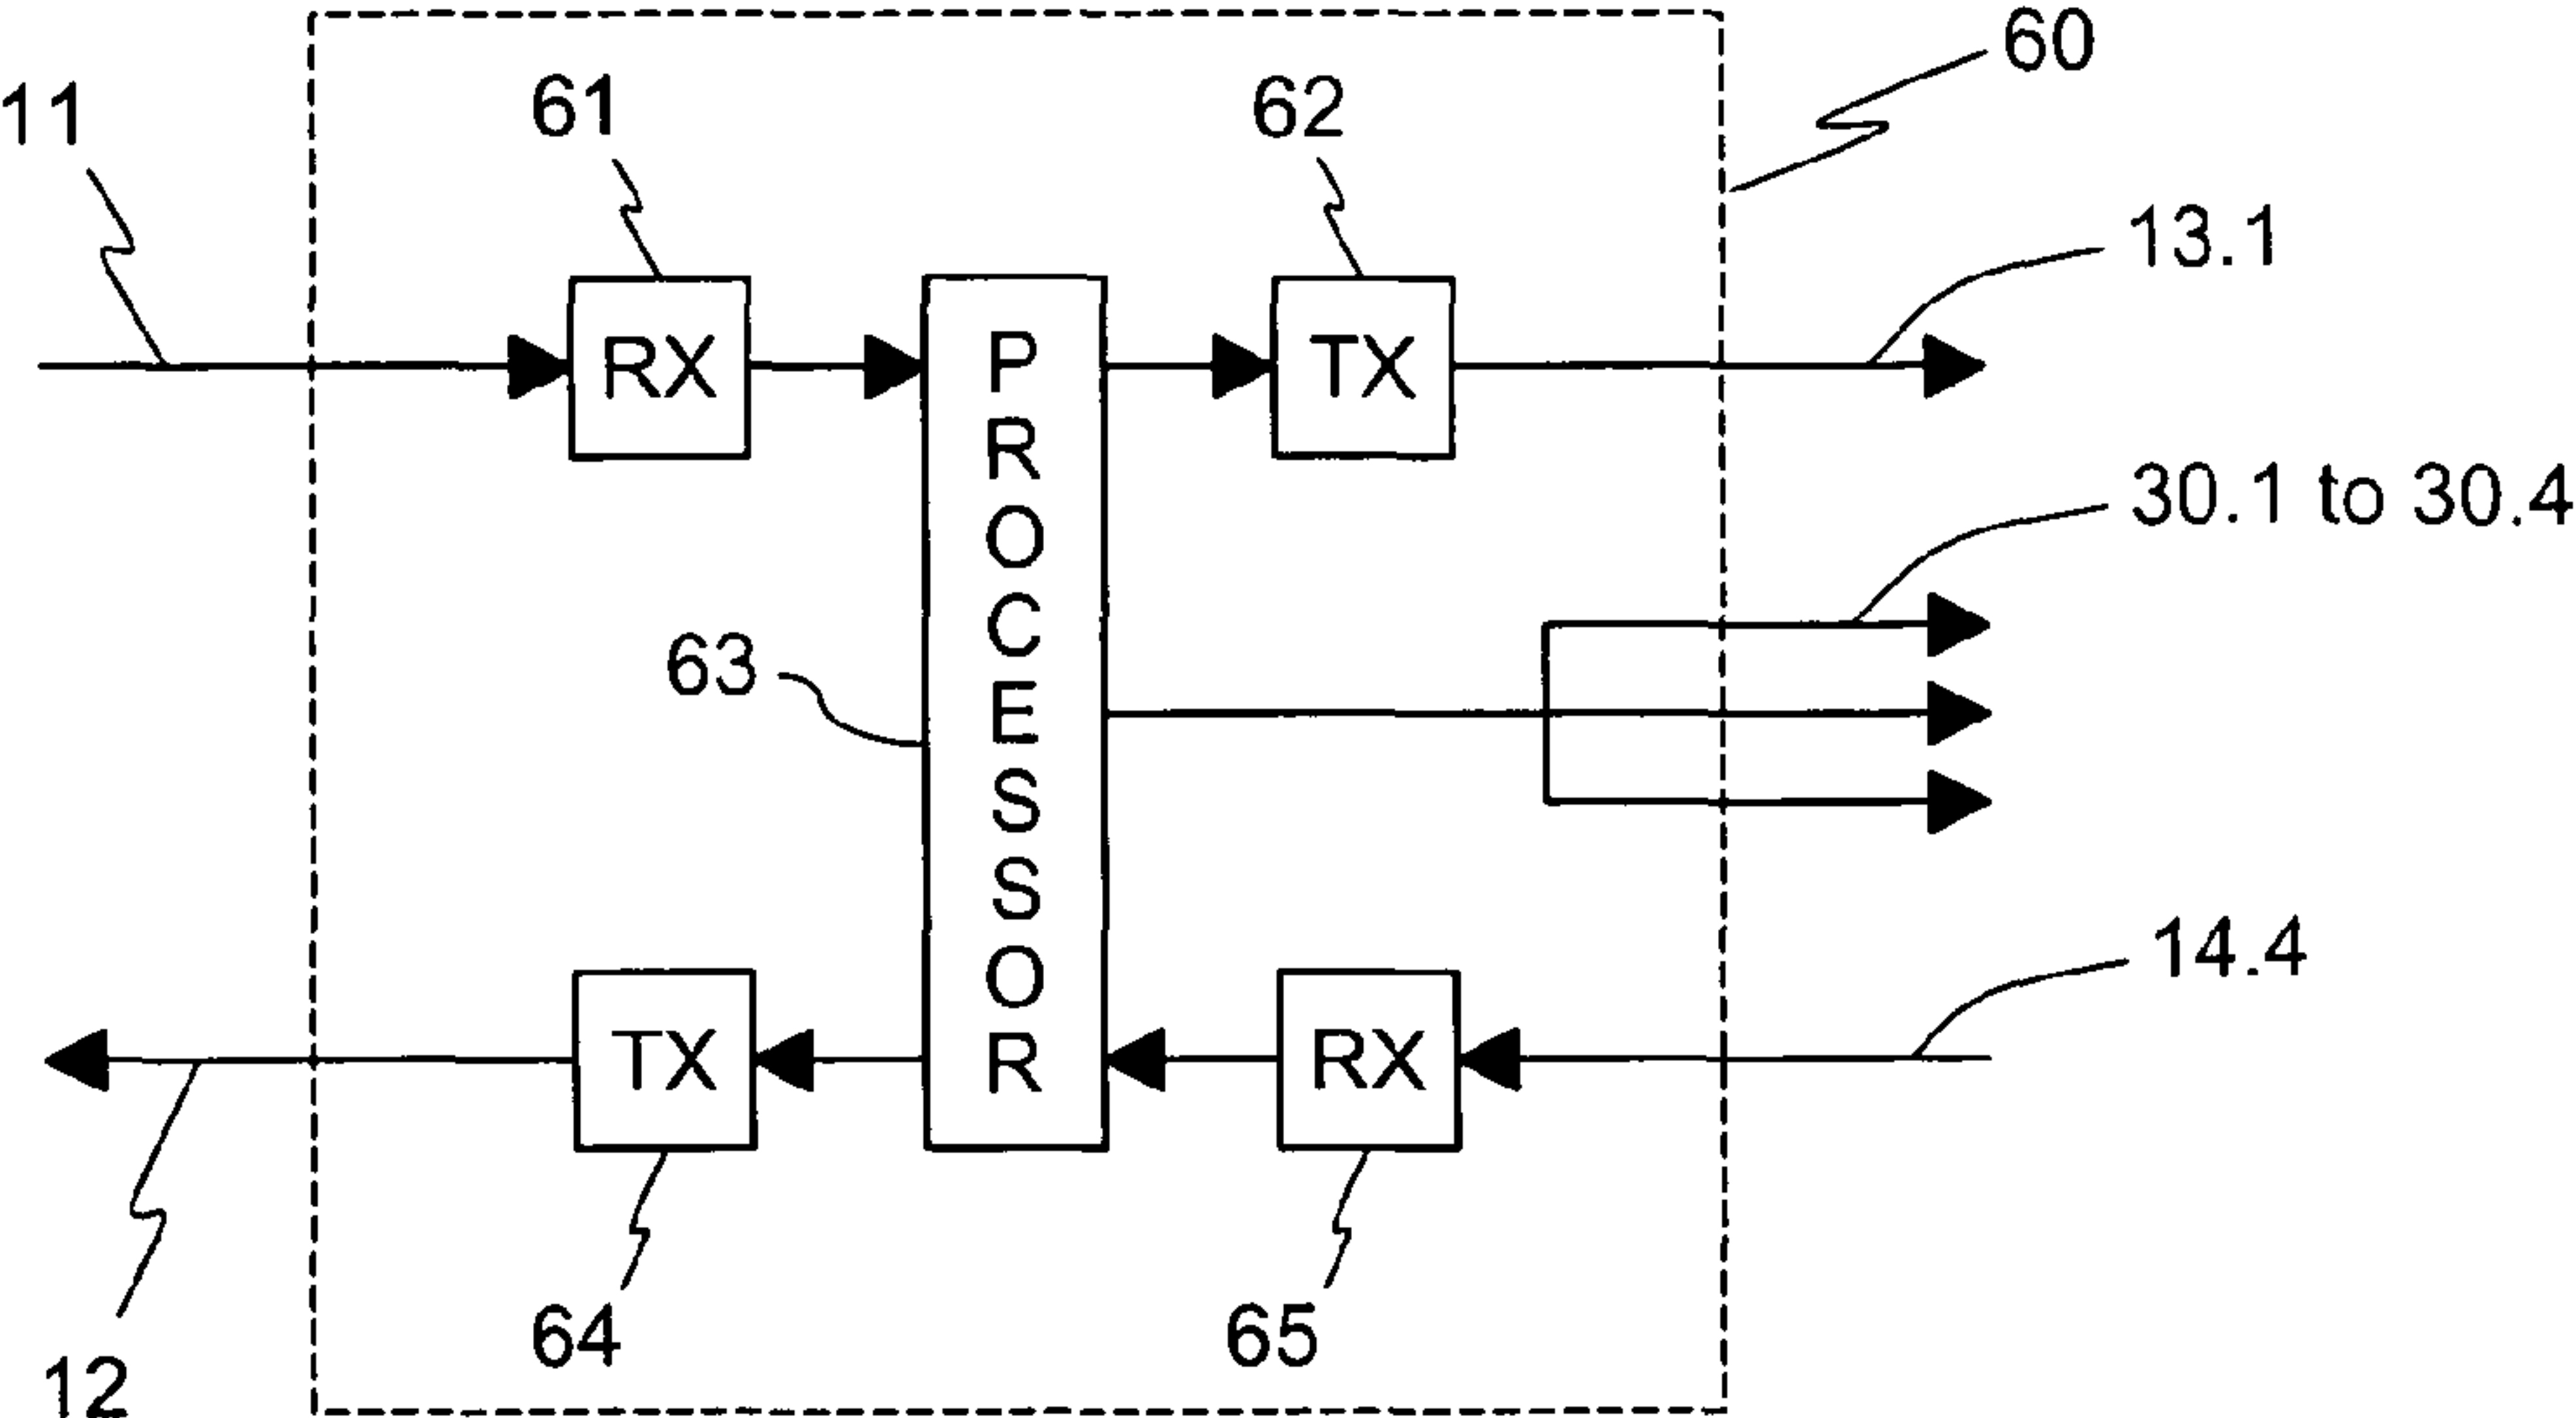 60
11
61
62
13.1
RX
PROCESSOR
TX
30.1 to 30.4
63
14.4
TX
RX
64
65
12